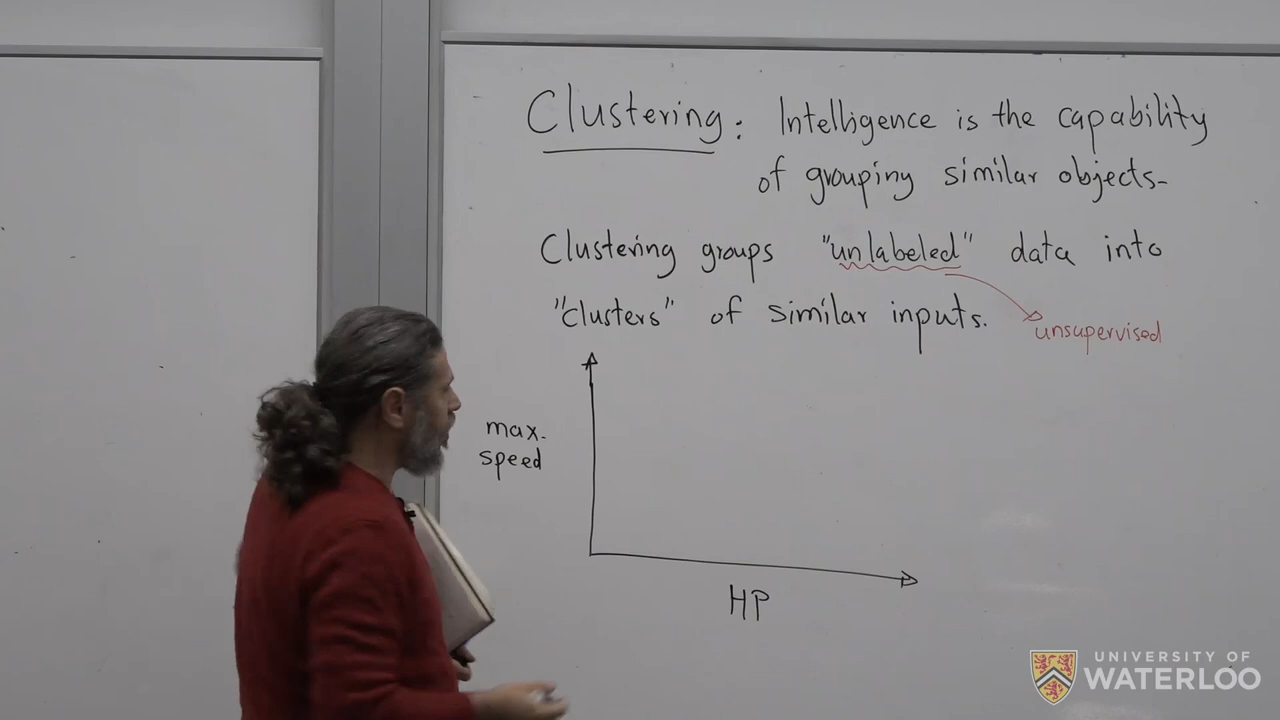 Clustering: Intelligence is the capability
of grouping similar objects-
Clustering groups "unlabeled" data into
"clusters" of similar inputs.
unsupervised
max.
speed
HP
UNIVERSITY OF
WATERLOO